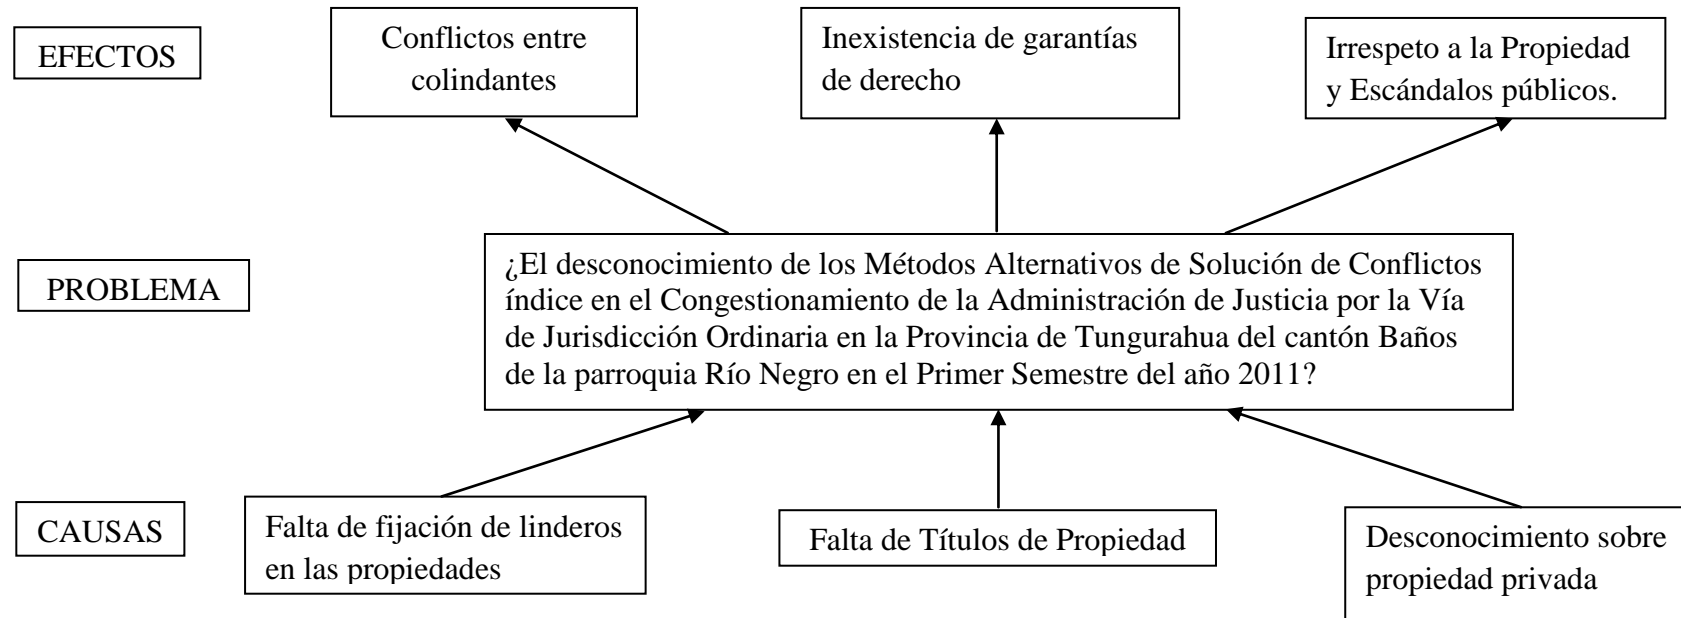 EFECTOS
Conflictos entre
colindantes
Inexistencia de garantías
de derecho
Irrespeto a la Propiedad
y Escándalos públicos.
PROBLEMA
¿El desconocimiento de los Métodos Alternativos de Solución de Conflictos
índice en el Congestionamiento de la Administración de Justicia por la Vía
de Jurisdicción Ordinaria en la Provincia de Tungurahua del cantón Baños
de la parroquia Río Negro en el Primer Semestre del año 2011?
CAUSAS
Falta de fijación de linderos
en las propiedades
Falta de Títulos de Propiedad
Desconocimiento sobre
propiedad privada